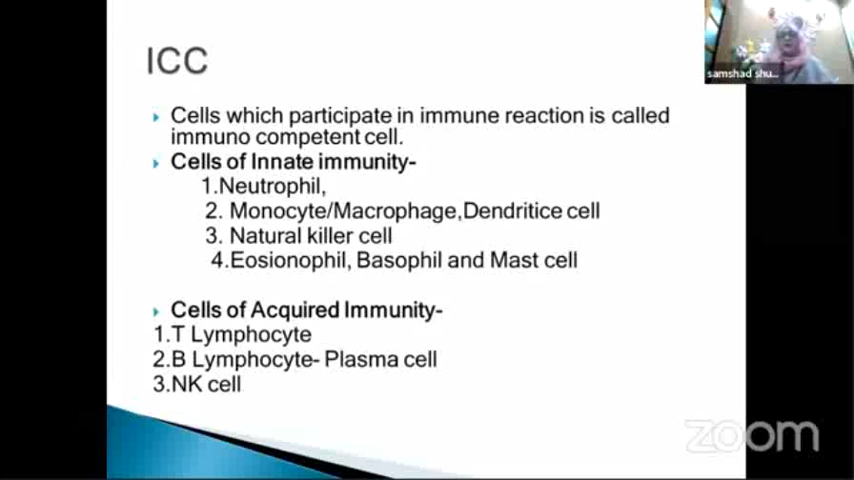 ICC
Cells which participate in immune reaction is called
immuno competent cell.
Cells of Innate immunity-
1.Neutrophil,
2. Monocyte/Macrophage,Dendritice cell
3. Natural killer cell
4.Eosionophil, Basophil and Mast cell
Cells of Acquired Immunity-
1.T Lymphocyte
2.B Lymphocyte- Plasma cell
3.NK cell
samshad shu...
zoom